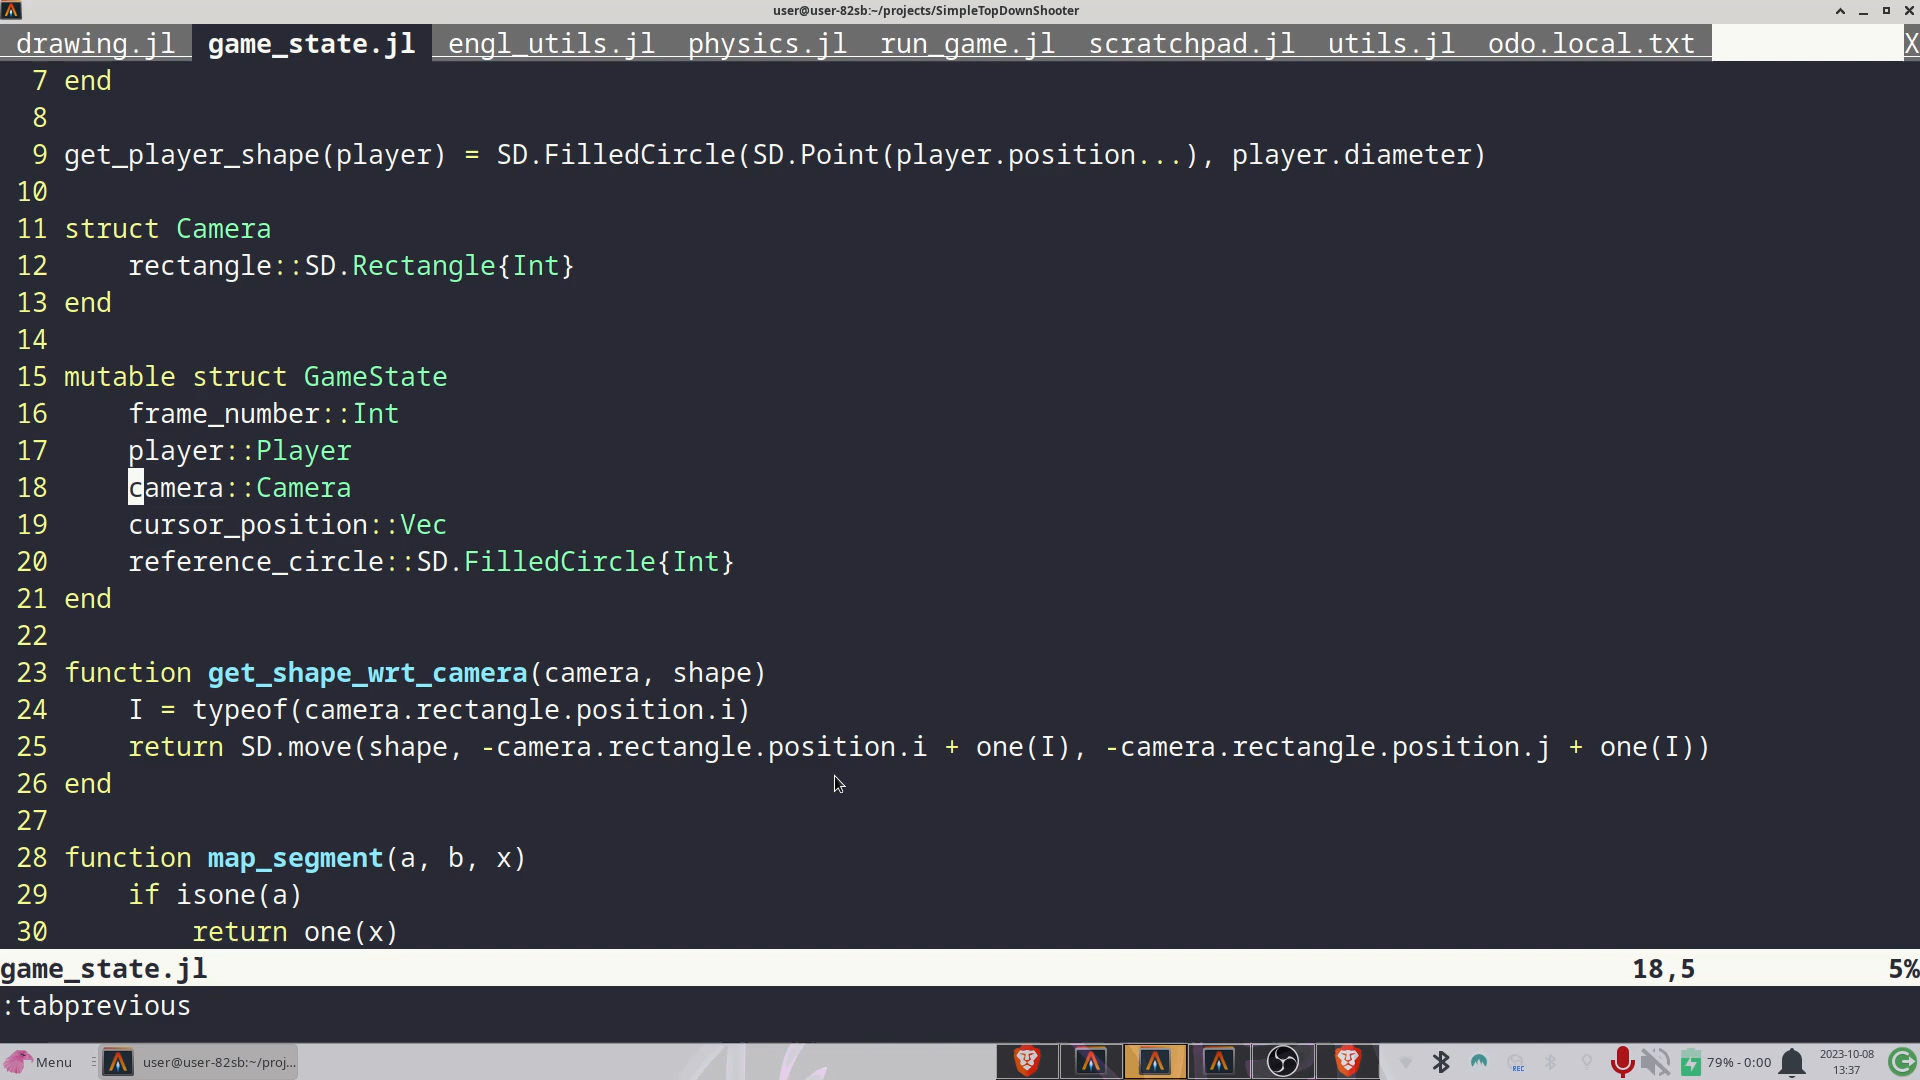 user@user-82sb:~/projects/SimpleTopDownShooter
drawing.jl game_state.jl engl_utils.jl physics.jl run_game.jl scratchpad.jl utils.jl odo.local.txt X
7 end
8
9 get_player_shape(player) = SD.FilledCircle(SD.Point(player.position...), player.diameter)
10
11 struct Camera
12     rectangle::SD.Rectangle{Int}
13 end
14
15 mutable struct GameState
16     frame_number::Int
17     player::Player
18     camera::Camera
19     cursor_position::Vec
20     reference_circle::SD.FilledCircle{Int}
21 end
22
23 function get_shape_wrt_camera(camera, shape)
24     I = typeof(camera.rectangle.position.i)
25     return SD.move(shape, -camera.rectangle.position.i + one(I), -camera.rectangle.position.j + one(I))
26 end
27
28 function map_segment(a, b, x)
29     if isone(a)
30         return one(x)
game_state.jl 18,5 5%
:tabprevious
Menu user@user-82sb:~/proj... REC 79% - 0:00 2023-10-08
13:37